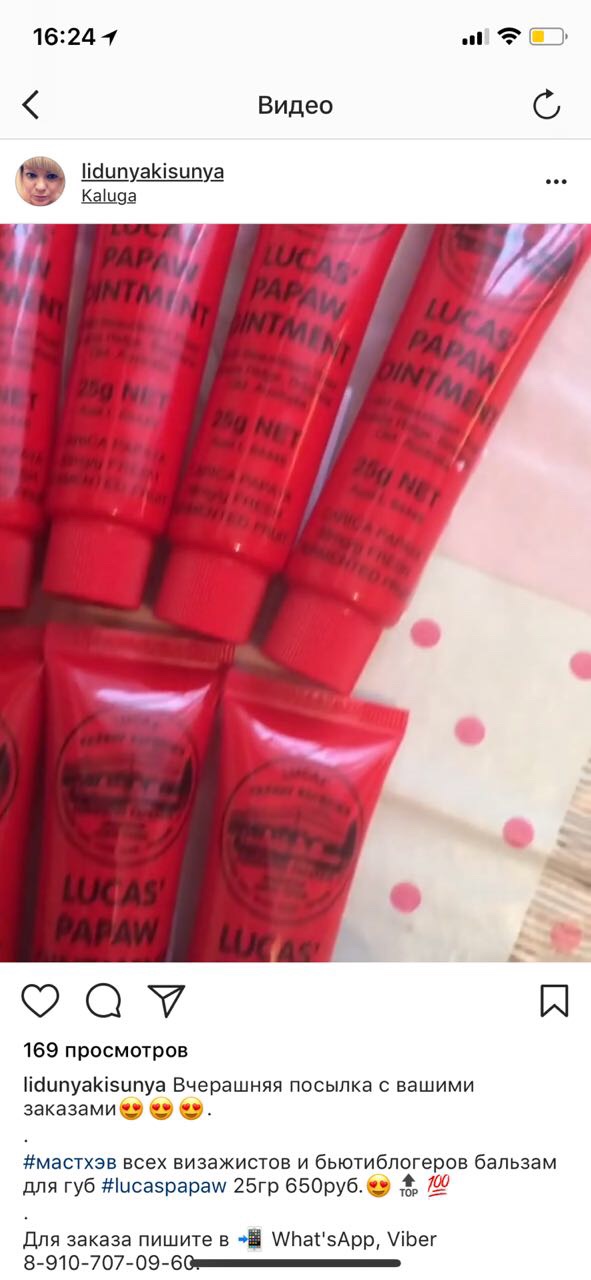 16:24
Видео
lidunyakisunya
Kaluga
LUCAS'
PAPAW
OINTMENT
25g NET
LUCAS'
PAPAW
OINTMENT
25g NET
LUCAS'
PAPAW
OINTMENT
25g NET
LUCAS'
PAPAW
LUCAS'
169 просмотров
lidunyakisunya Вчерашняя посылка с вашими
заказами😍😍😍.
.
#мастхэв всех визажистов и бьютиблогеров бальзам
для губ #lucaspapaw 25гр 650руб.😍🔝💯
.
Для заказа пишите в 📲 What'sApp, Viber
8-910-707-09-60.